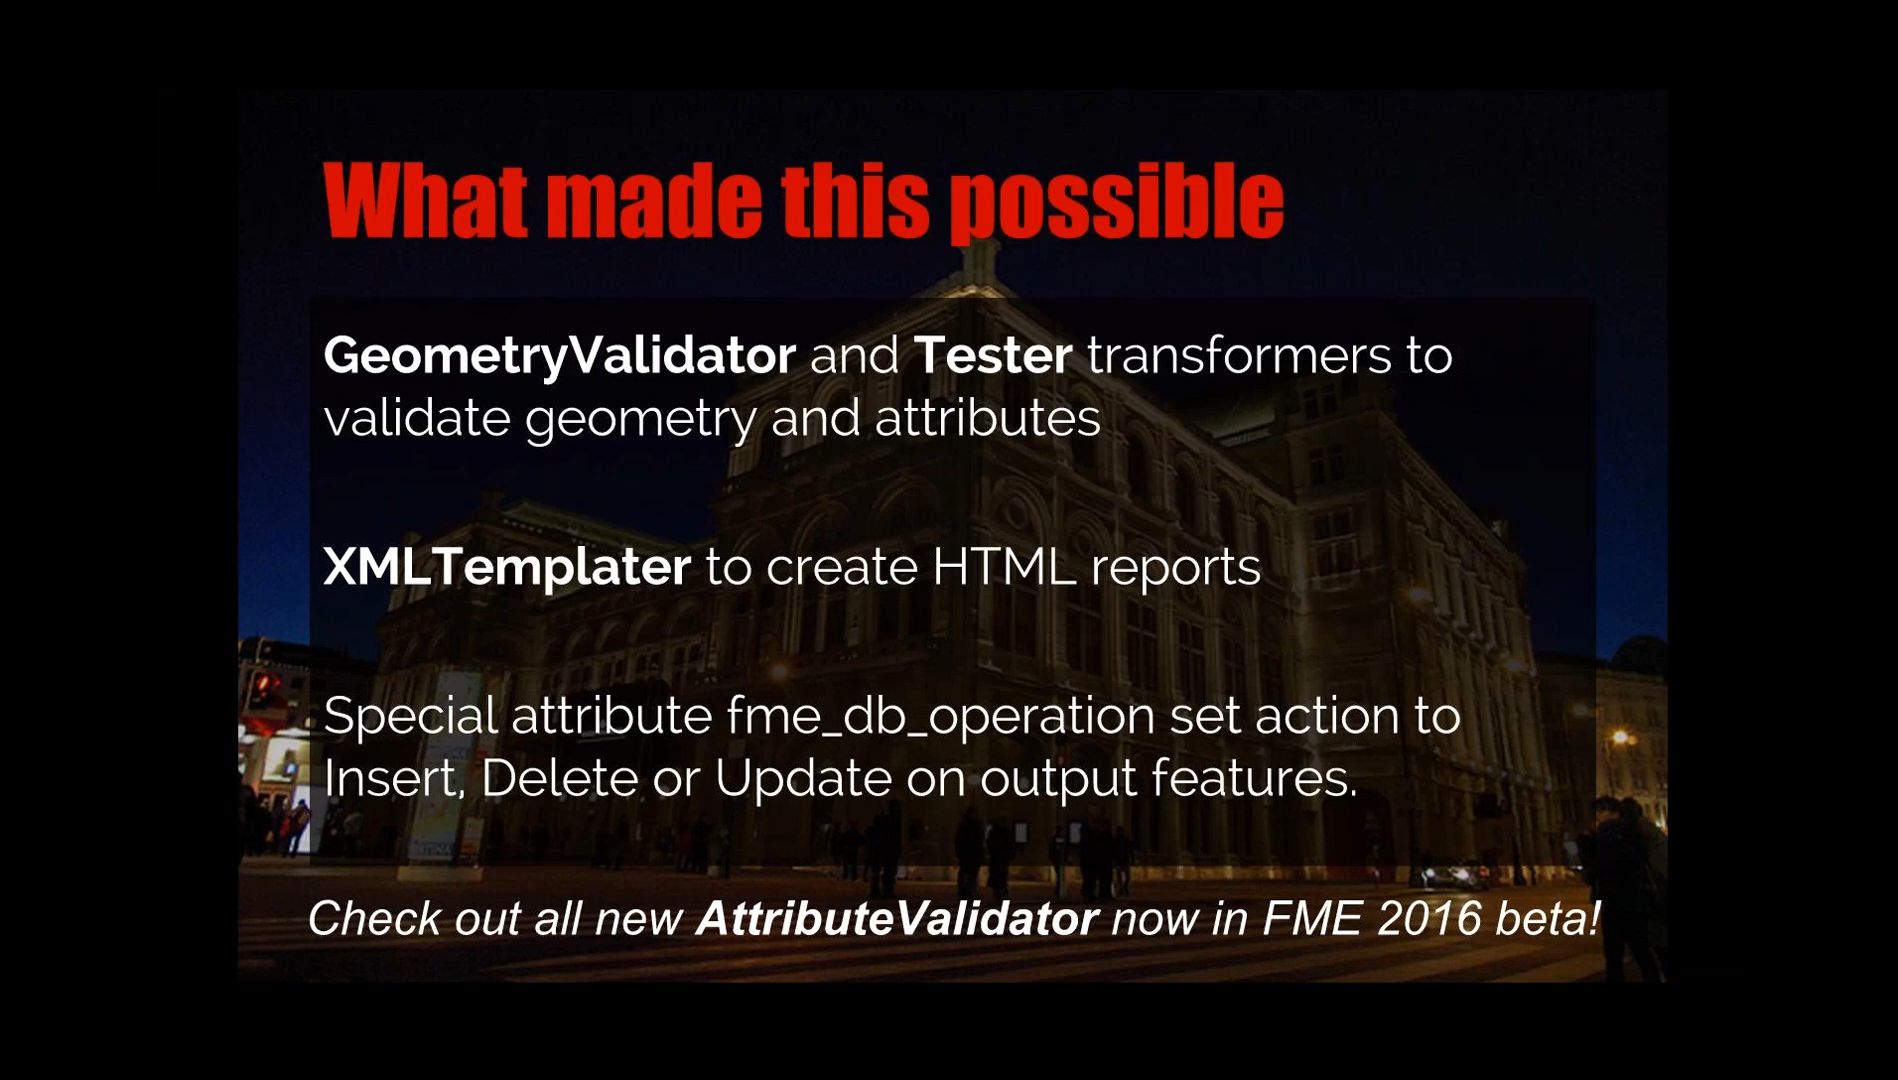 What made this possible
GeometryValidator and Tester transformers to
validate geometry and attributes
XMLTemplater to create HTML reports
Special attribute fme_db_operation set action to
Insert, Delete or Update on output features.
Check out all new AttributeValidator now in FME 2016 beta!